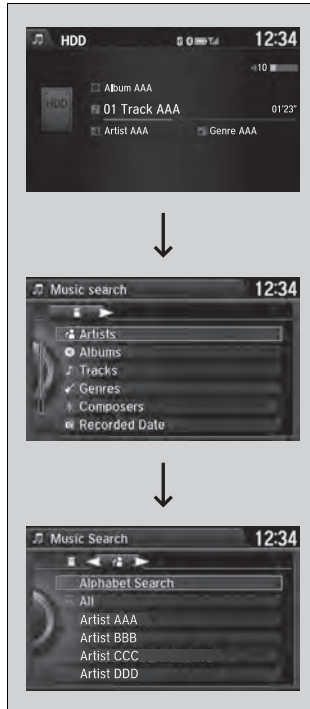 HDD 12:34
10
Album AAA
HDD
01 Track AAA 01'23"
Artist AAA Genre AAA
Music search 12:34
Artists
Albums
Tracks
Genres
Composers
Recorded Date
Music Search 12:34
Alphabet Search
All
Artist AAA
Artist BBB
Artist CCC
Artist DDD